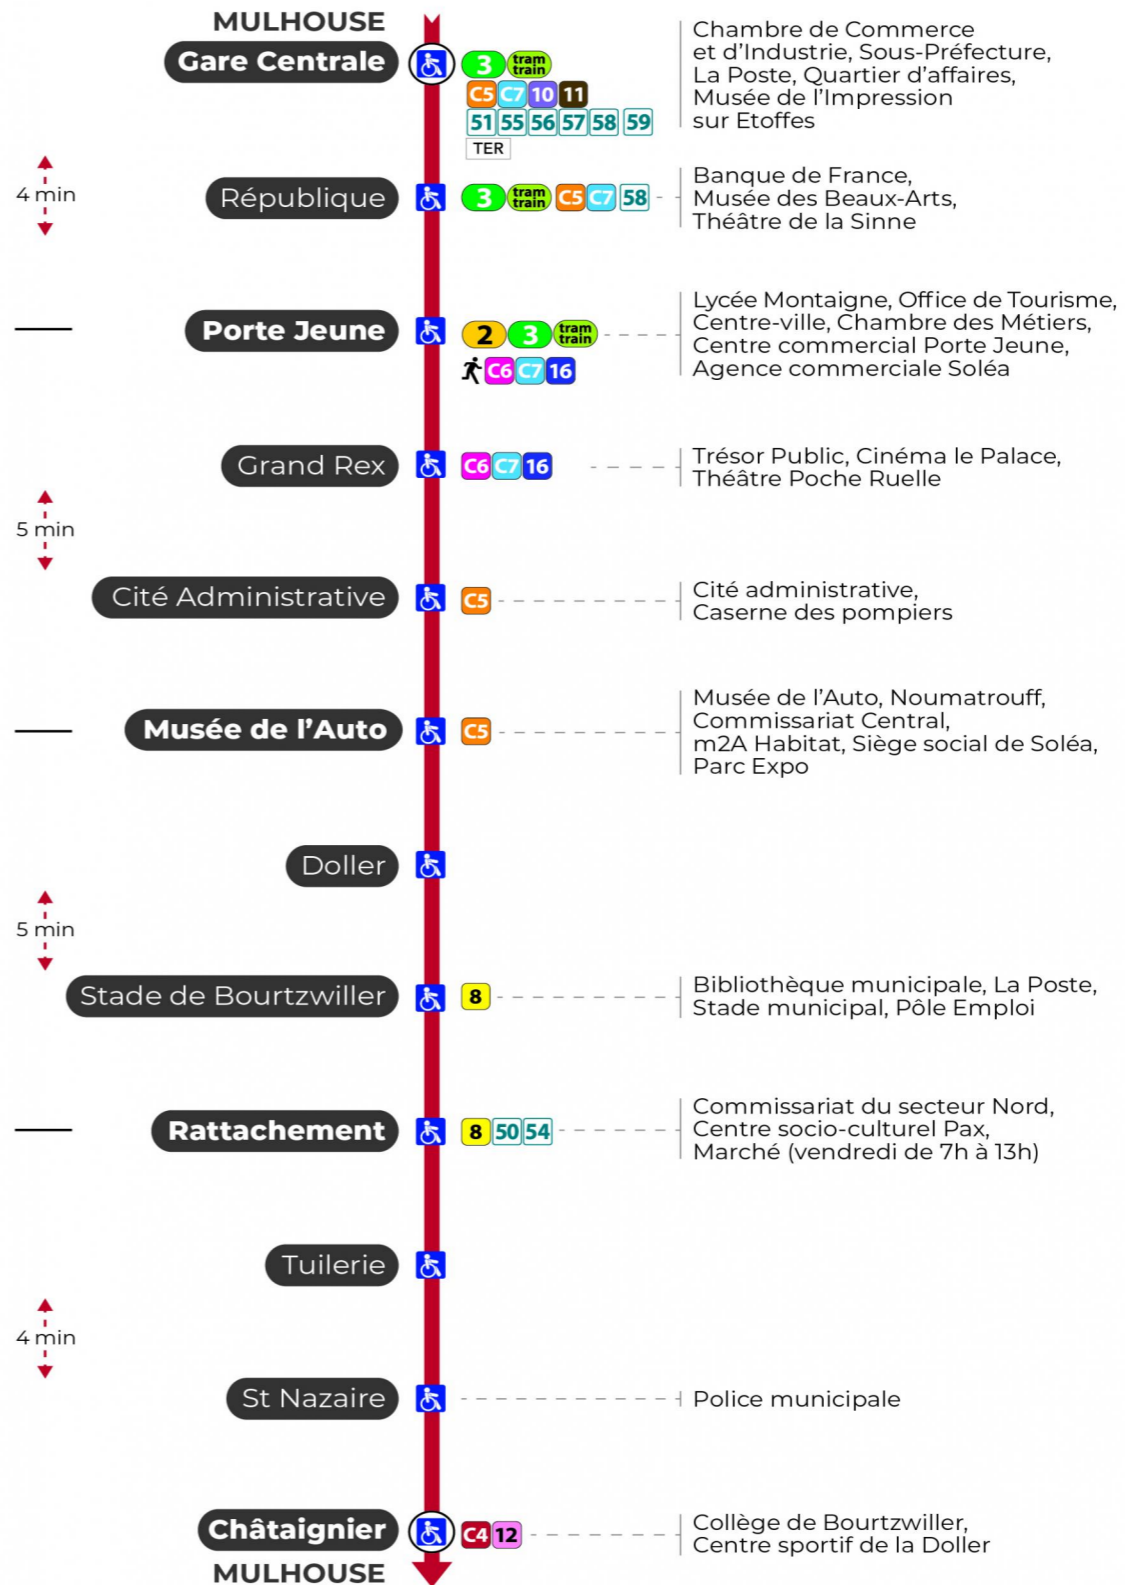 MULHOUSE
Gare Centrale
3 tram train
C5 C7 10 11
51 55 56 57 58 59
TER
Chambre de Commerce
et d'Industrie, Sous-Préfecture,
La Poste, Quartier d'affaires,
Musée de l'Impression
sur Etoffes
4 min
République
3 tram train C5 C7 58
Banque de France,
Musée des Beaux-Arts,
Théâtre de la Sinne
Porte Jeune
2 3 tram train
C6 C7 16
Lycée Montaigne, Office de Tourisme,
Centre-ville, Chambre des Métiers,
Centre commercial Porte Jeune,
Agence commerciale Soléa
Grand Rex
C6 C7 16
Trésor Public, Cinéma le Palace,
Théâtre Poche Ruelle
5 min
Cité Administrative
C5
Cité administrative,
Caserne des pompiers
Musée de l'Auto
C5
Musée de l'Auto, Noumatrouff,
Commissariat Central,
m2A Habitat, Siège social de Soléa,
Parc Expo
Doller
5 min
Stade de Bourtzwiller
8
Bibliothèque municipale, La Poste,
Stade municipal, Pôle Emploi
Rattachement
8 50 54
Commissariat du secteur Nord,
Centre socio-culturel Pax,
Marché (vendredi de 7h à 13h)
Tuilerie
4 min
St Nazaire
Police municipale
Châtaignier
C4 12
Collège de Bourtzwiller,
Centre sportif de la Doller
MULHOUSE